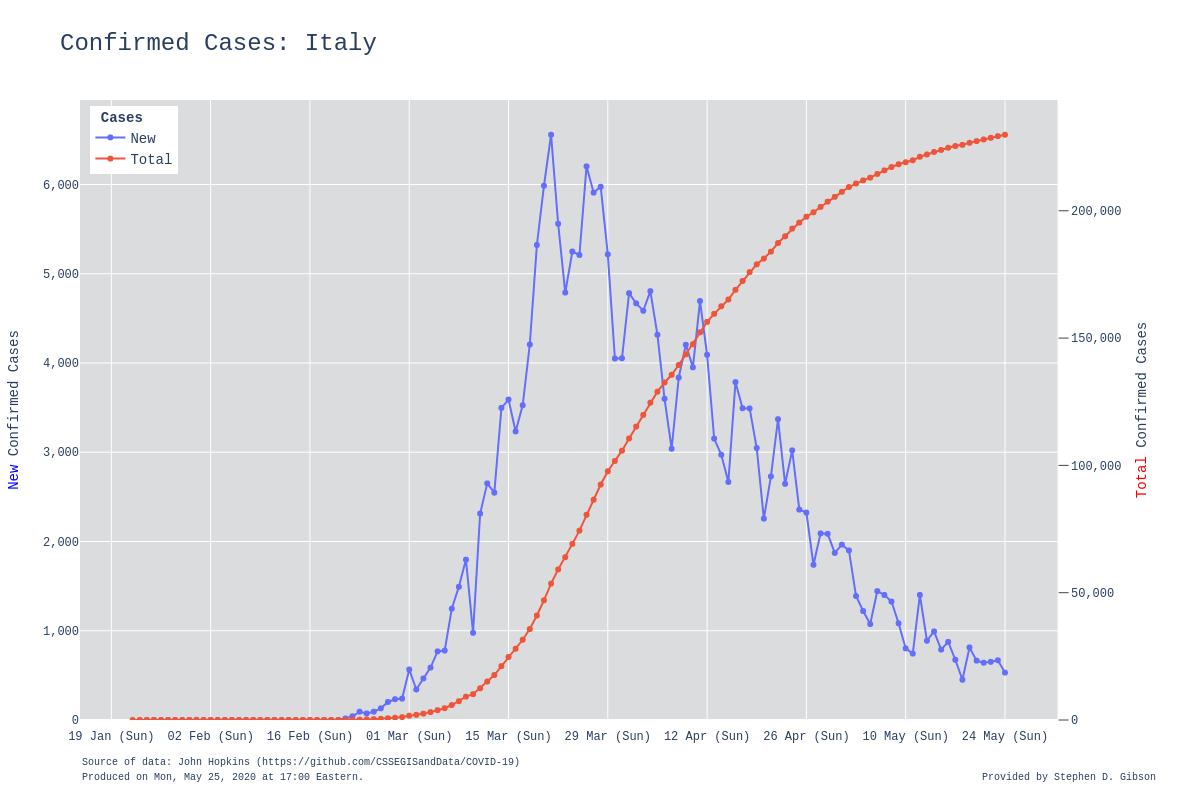 Confirmed Cases: Italy
Cases
New
Total
6,000
5,000
4,000
3,000
2,000
1,000
0
New Confirmed Cases
200,000
150,000
100,000
50,000
0
Total Confirmed Cases
19 Jan (Sun) 02 Feb (Sun) 16 Feb (Sun) 01 Mar (Sun) 15 Mar (Sun) 29 Mar (Sun) 12 Apr (Sun) 26 Apr (Sun) 10 May (Sun) 24 May (Sun)
Source of data: John Hopkins (https://github.com/CSSEGISandData/COVID-19)
Produced on Mon, May 25, 2020 at 17:00 Eastern.
Provided by Stephen D. Gibson